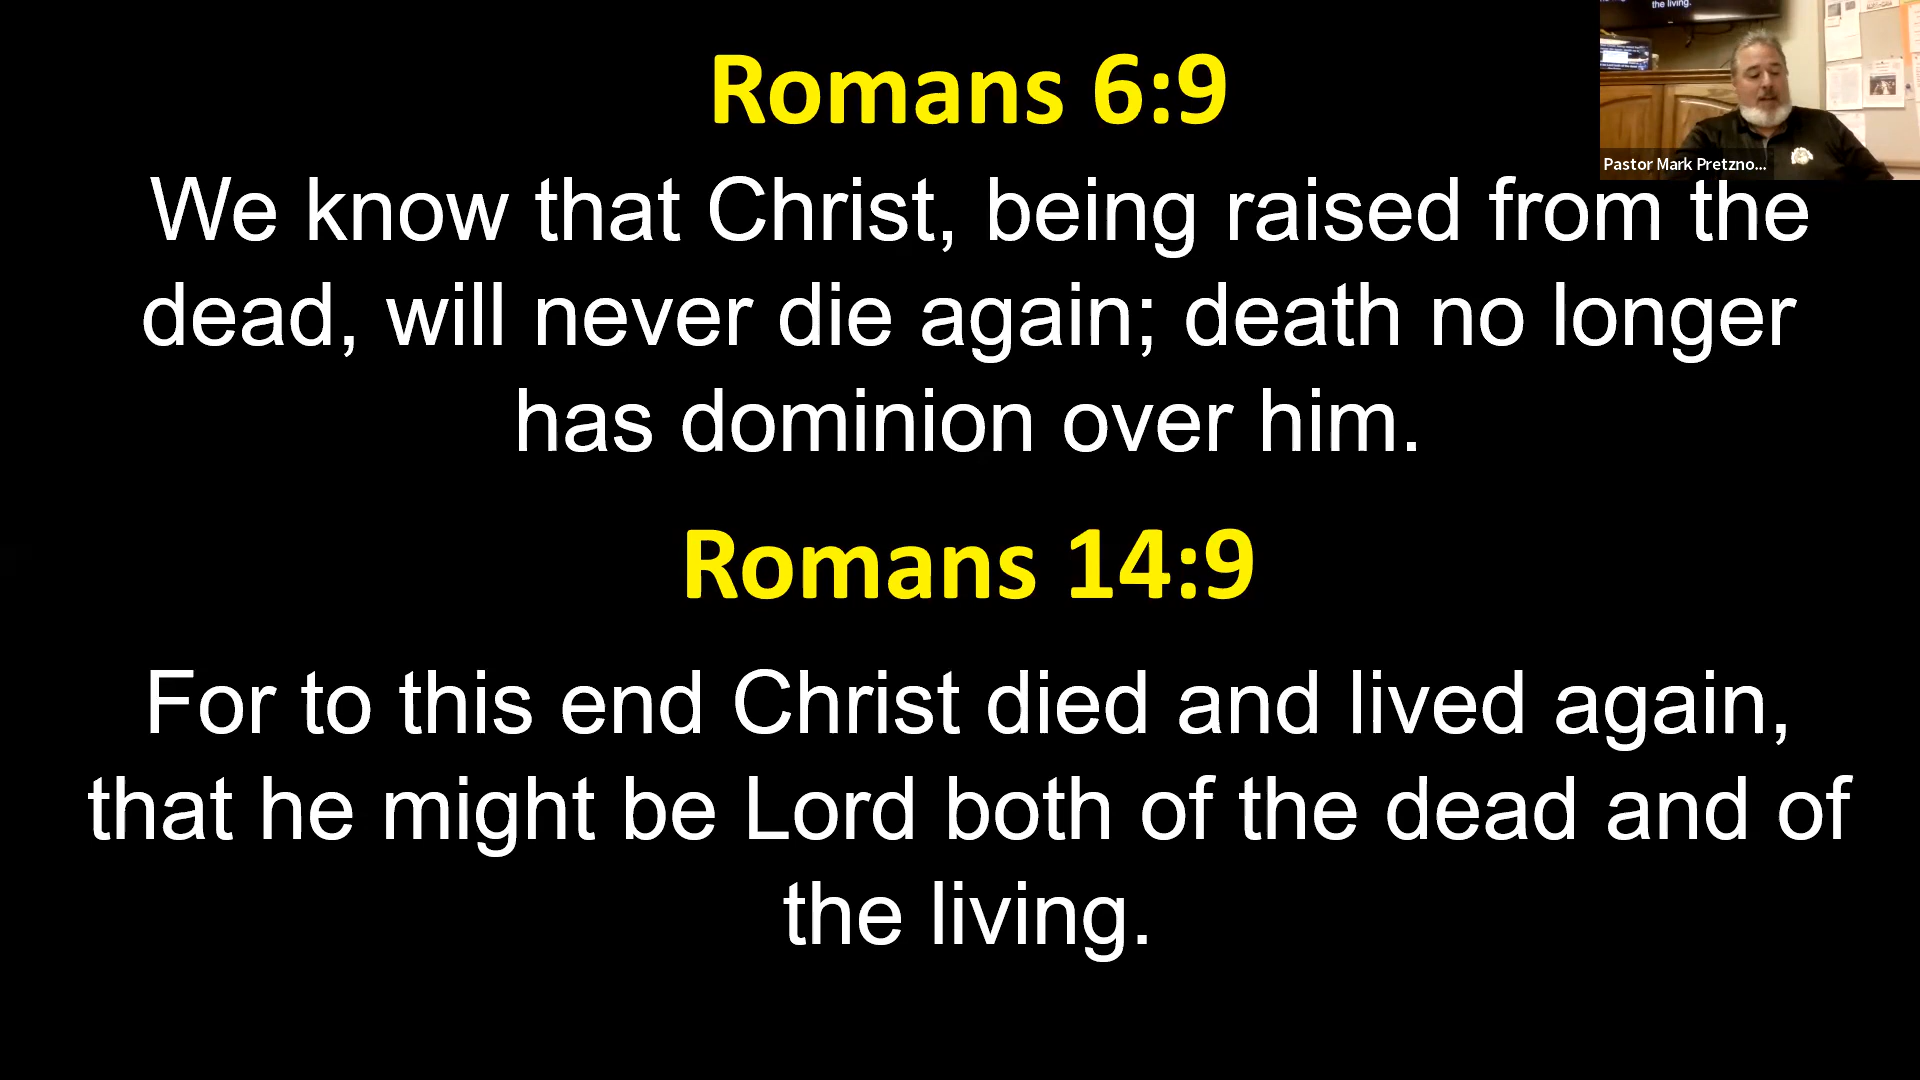 Romans 6:9
We know that Christ, being raised from the
dead, will never die again; death no longer
has dominion over him.
Romans 14:9
For to this end Christ died and lived again,
that he might be Lord both of the dead and of
the living.
the living.
Pastor Mark Pretzno...